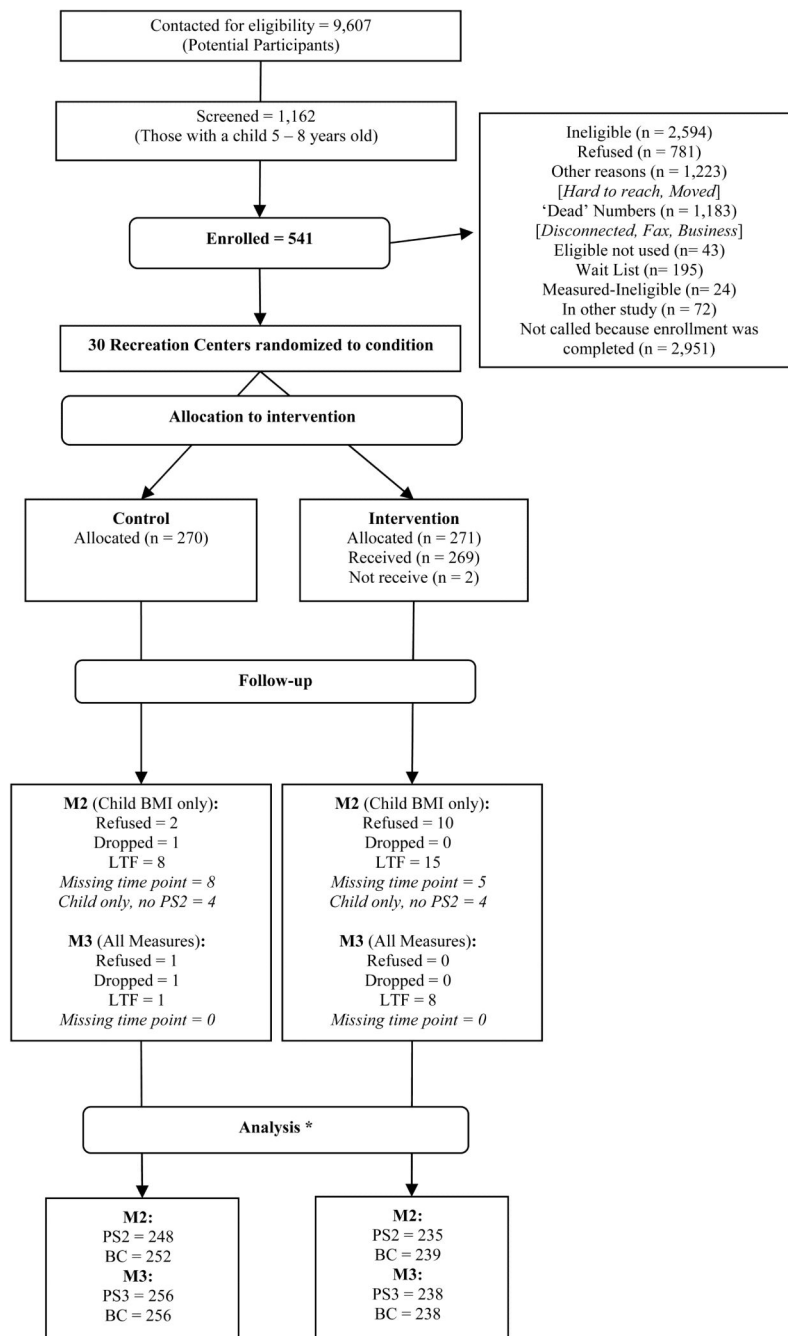 Contacted for eligibility = 9,607
(Potential Participants)
Screened = 1,162
(Those with a child 5 – 8 years old)
Ineligible (n = 2,594)
Refused (n = 781)
Other reasons (n = 1,223)
[Hard to reach, Moved]
‘Dead’ Numbers (n = 1,183)
[Disconnected, Fax, Business]
Eligible not used (n= 43)
Wait List (n= 195)
Measured-Ineligible (n= 24)
In other study (n = 72)
Not called because enrollment was
completed (n = 2,951)
Enrolled = 541
30 Recreation Centers randomized to condition
Allocation to intervention
Control
Allocated (n = 270)
Intervention
Allocated (n = 271)
Received (n = 269)
Not receive (n = 2)
Follow-up
M2 (Child BMI only):
Refused = 2
Dropped = 1
LTF = 8
Missing time point = 8
Child only, no PS2 = 4
M3 (All Measures):
Refused = 1
Dropped = 1
LTF = 1
Missing time point = 0
M2 (Child BMI only):
Refused = 10
Dropped = 0
LTF = 15
Missing time point = 5
Child only, no PS2 = 4
M3 (All Measures):
Refused = 0
Dropped = 0
LTF = 8
Missing time point = 0
Analysis *
M2:
PS2 = 248
BC = 252
M3:
PS3 = 256
BC = 256
M2:
PS2 = 235
BC = 239
M3:
PS3 = 238
BC = 238